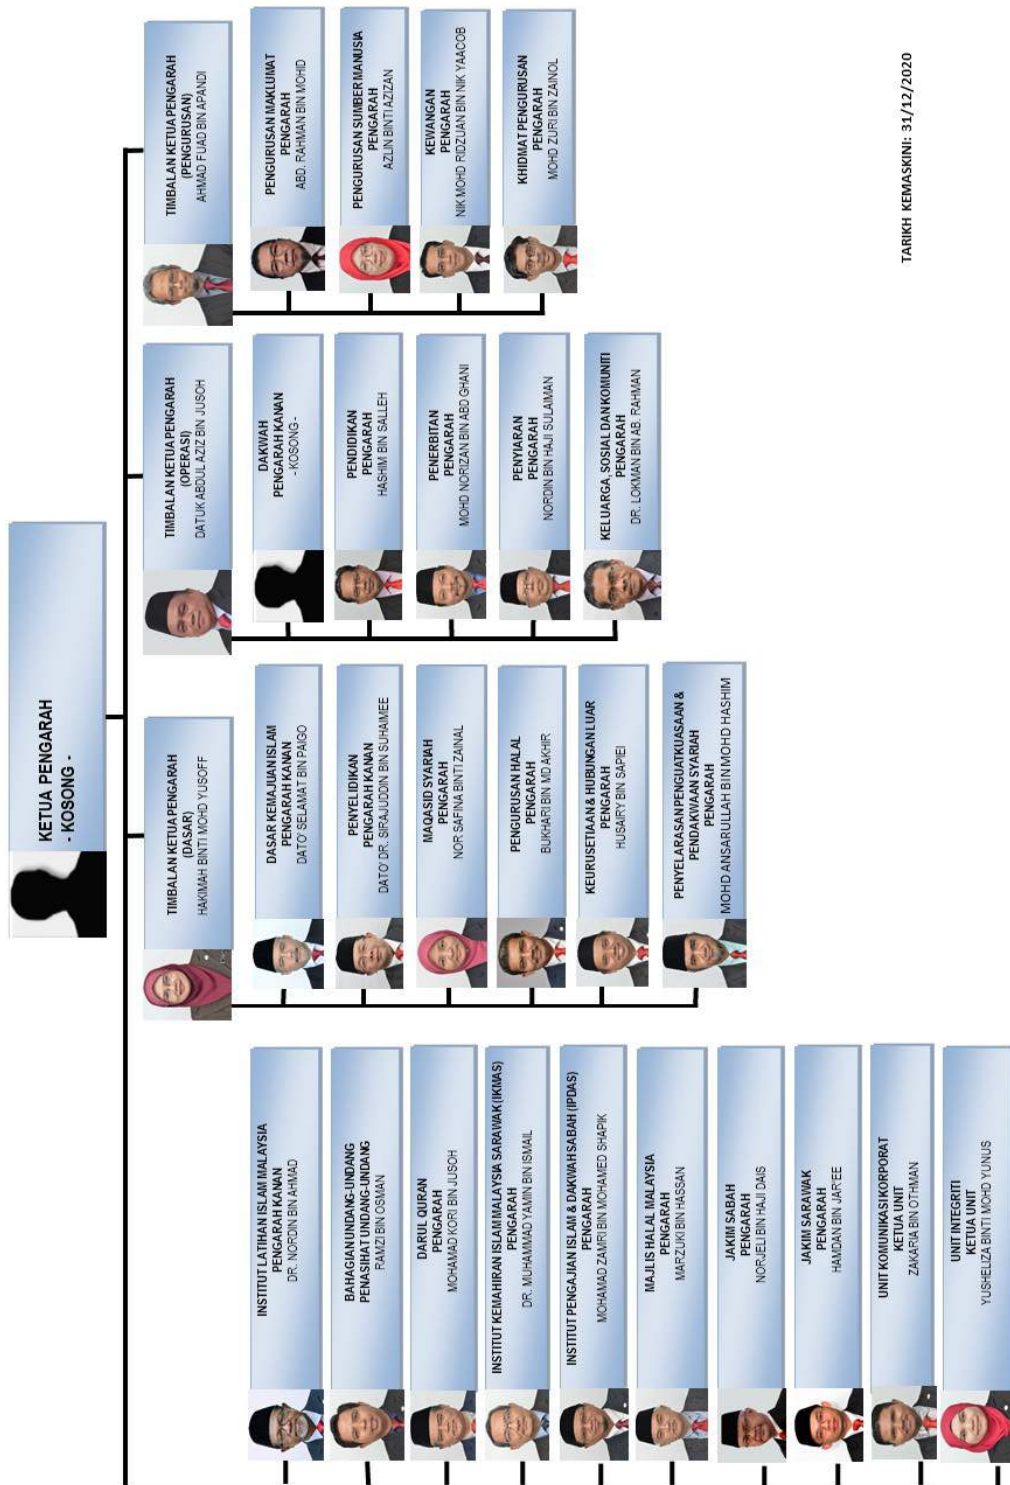 KETUA PENGARAH
- KOSONG -
TIMBALAN KETUA PENGARAH
(DASAR)
HAKIMAH BINTI MOHD YUSOFF
TIMBALAN KETUA PENGARAH
(OPERASI)
DATUK ABDUL AZIZ BIN JUSOH
TIMBALAN KETUA PENGARAH
(PENGURUSAN)
AHMAD FUAD BIN APANDI
INSTITUT LATIHAN ISLAM MALAYSIA
PENGARAH KANAN
DR. NORDIN BIN AHMAD
BAHAGIAN UNDANG-UNDANG
PENASIHAT UNDANG-UNDANG
RAMZI BIN OSMAN
DARUL QURAN
PENGARAH
MOHAMAD KORI BIN JUSOH
INSTITUT KEMAHIRAN ISLAM MALAYSIA SARAWAK (IKMAS)
PENGARAH
DR. MUHAMMAD YAMIN BIN ISMAIL
INSTITUT PENGAJIAN ISLAM & DAKWAH SABAH (IPDAS)
PENGARAH
MOHAMAD ZAMRI BIN MOHAMED SHAPIK
MAJLIS HALAL MALAYSIA
PENGARAH
MARZUKI BIN HASSAN
JAKIM SABAH
PENGARAH
NORJELI BIN HAJI DAIS
JAKIM SARAWAK
PENGARAH
HAMDAN BIN JAR'EE
UNIT KOMUNIKASI KORPORAT
KETUA UNIT
ZAKARIA BIN OTHMAN
UNIT INTEGRITI
KETUA UNIT
YUSHELIZA BINTI MOHD YUNUS
DASAR KEMAJUAN ISLAM
PENGARAH KANAN
DATO' SELAMAT BIN PAIGO
PENYELIDIKAN
PENGARAH KANAN
DATO' DR. SIRAJUDDIN BIN SUHAIMEE
MAQASID SYARIAH
PENGARAH
NOR SAFINA BINTI ZAINAL
PENGURUSAN HALAL
PENGARAH
BUKHARI BIN MD AKHIR
KEURUSETIAAN & HUBUNGAN LUAR
PENGARAH
HUSAIRY BIN SAPIEI
PENYELARASAN PENGUATKUASAAN &
PENDAKWAAN SYARIAH
PENGARAH
MOHD ANSARULLAH BIN MOHD HASHIM
DAKWAH
PENGARAH KANAN
- KOSONG -
PENDIDIKAN
PENGARAH
HASHIM BIN SALLEH
PENERBITAN
PENGARAH
MOHD NORIZAN BIN ABD GHANI
PENYIARAN
PENGARAH
NORDIN BIN HAJI SULAIMAN
KELUARGA, SOSIAL DAN KOMUNITI
PENGARAH
DR. LOKMAN BIN AB. RAHMAN
PENGURUSAN MAKLUMAT
PENGARAH
ABD. RAHMAN BIN MOHID
PENGURUSAN SUMBER MANUSIA
PENGARAH
AZLIN BINTI AZIZAN
KEWANGAN
PENGARAH
NIK MOHD RIDZUAN BIN NIK YAACOB
KHIDMAT PENGURUSAN
PENGARAH
MOHD ZURI BIN ZAINOL
TARIKH KEMASKINI: 31/12/2020